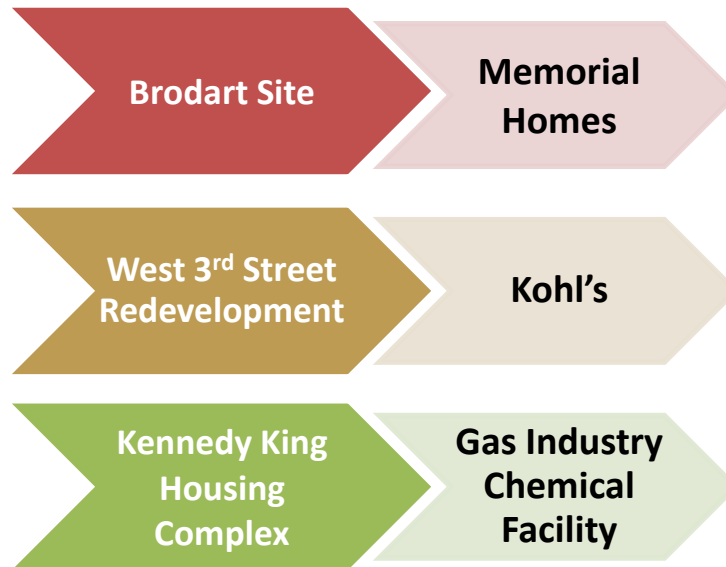 Brodart Site
Memorial
Homes
West 3rd Street
Redevelopment
Kohl’s
Kennedy King
Housing
Complex
Gas Industry
Chemical
Facility